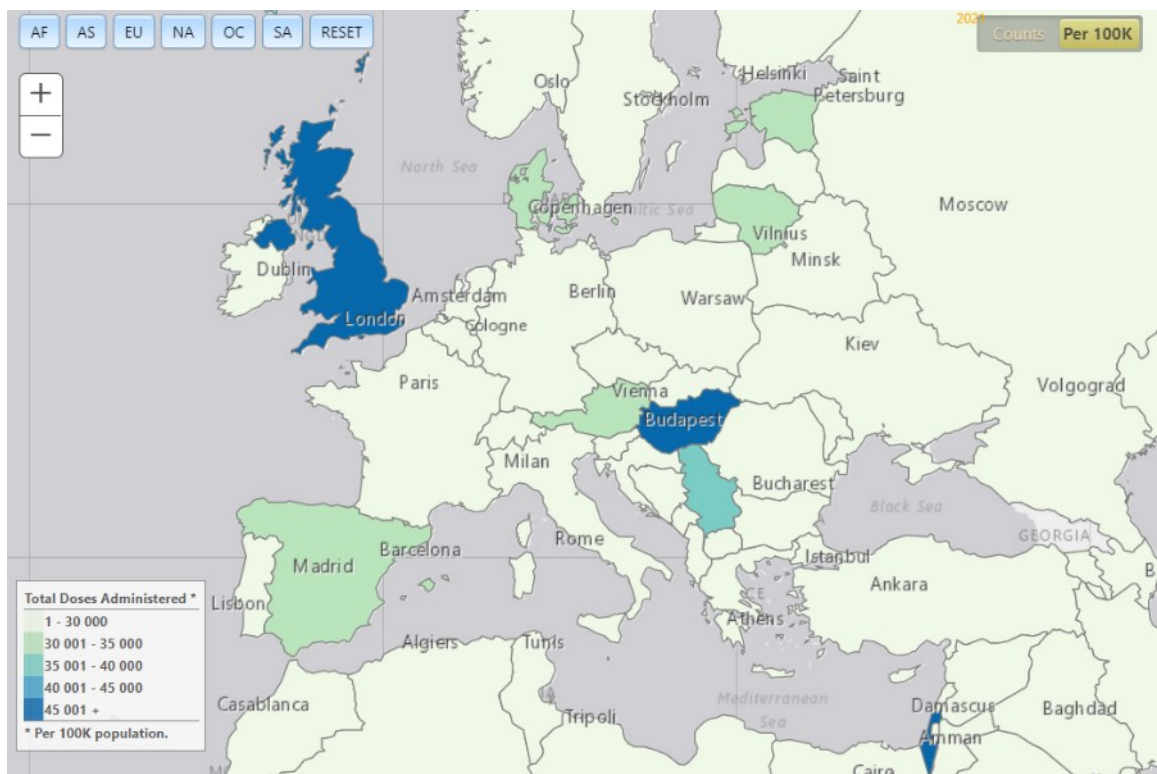 AF AS EU NA OC SA RESET
Counts Per 100K
+
−
Oslo
Helsinki
Saint
Petersburg
Stockholm
North Sea
Moscow
Copenhagen
Baltic Sea
Vilnius
Dublin
Minsk
Amsterdam
Berlin
Warsaw
London
Cologne
Kiev
Paris
Vienna
Volgograd
Budapest
Milan
Bucharest
Black Sea
Rome
GEORGIA
Barcelona
Istanbul
Madrid
Ankara
Lisbon
Athens
Algiers
Tunis
Casablanca
Mediterranean
Sea
Damascus
Baghdad
Tripoli
Amman
Cairo
Total Doses Administered *
1 - 30 000
30 001 - 35 000
35 001 - 40 000
40 001 - 45 000
45 001 +
* Per 100K population.